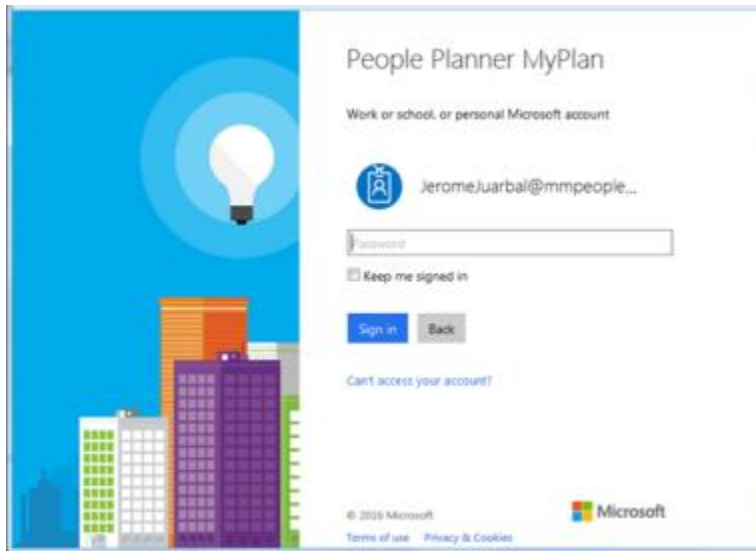 People Planner MyPlan
Work or school, or personal Microsoft account
JeromeJuarbal@mmpeople...
Password
Keep me signed in
Sign in Back
Can't access your account?
© 2016 Microsoft
Microsoft
Terms of use Privacy & Cookies